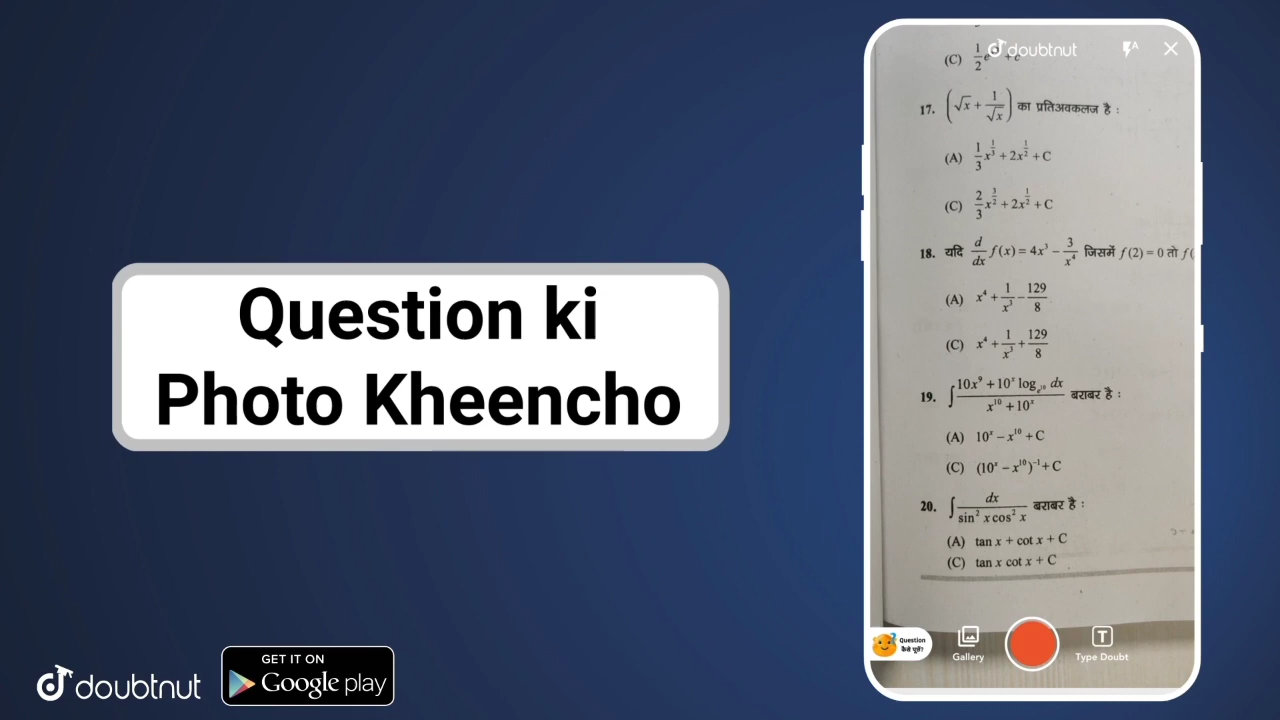 Question ki
Photo Kheencho
doubtnut
GET IT ON
Google play
doubtnut
A
(C) 1/2 e + c
17. (√x + 1/√x) का प्रतिअवकलज है :
(A) 1/3 x^(1/3) + 2x^(1/2) + C
(C) 2/3 x^(3/2) + 2x^(1/2) + C
18. यदि d/dx f(x) = 4x³ − 3/x⁴ जिसमें f(2) = 0 तो f(
(A) x⁴ + 1/x³ − 129/8
(C) x⁴ + 1/x³ + 129/8
19. ∫ (10x⁹ + 10ˣ log_e¹⁰ dx)/(x¹⁰ + 10ˣ) बराबर है :
(A) 10ˣ − x¹⁰ + C
(C) (10ˣ − x¹⁰)⁻¹ + C
20. ∫ dx/(sin² x cos² x) बराबर है :
(A) tan x + cot x + C
(C) tan x cot x + C
Question
कैसे पूछें?
Gallery
T
Type Doubt